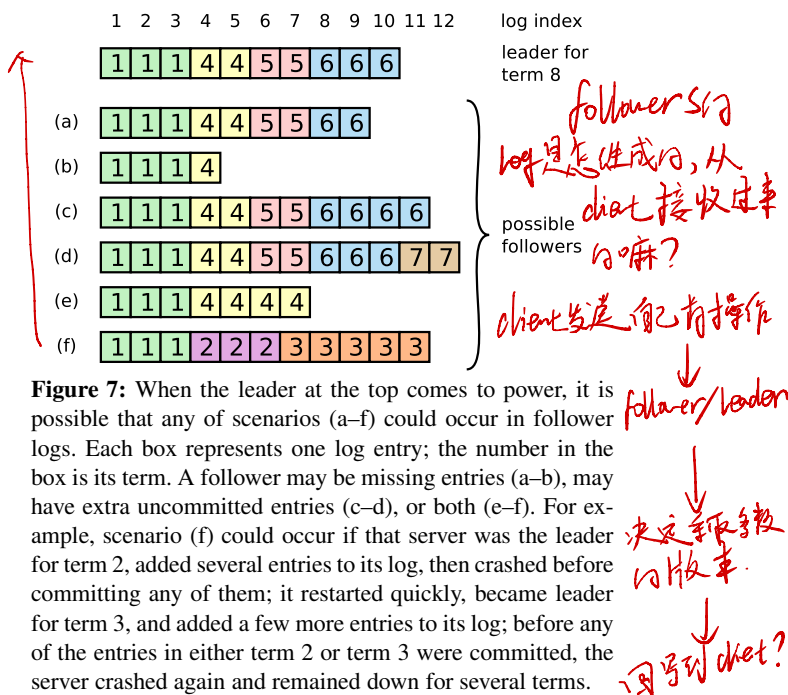 1 2 3 4 5 6 7 8 9 10 11 12 log index
1 1 1 4 4 5 5 6 6 6 leader for
term 8
(a) 1 1 1 4 4 5 5 6 6
(b) 1 1 1 4
(c) 1 1 1 4 4 5 5 6 6 6 6
(d) 1 1 1 4 4 5 5 6 6 6 7 7
(e) 1 1 1 4 4 4 4
(f) 1 1 1 2 2 2 3 3 3 3 3
possible
followers
followers的
log是怎生成的,从
client接收过来
的嘛?
client发送自己有操作
follower/leader
决定采取多数
的版本.
回写到client?
Figure 7: When the leader at the top comes to power, it is
possible that any of scenarios (a–f) could occur in follower
logs. Each box represents one log entry; the number in the
box is its term. A follower may be missing entries (a–b), may
have extra uncommitted entries (c–d), or both (e–f). For ex-
ample, scenario (f) could occur if that server was the leader
for term 2, added several entries to its log, then crashed before
committing any of them; it restarted quickly, became leader
for term 3, and added a few more entries to its log; before any
of the entries in either term 2 or term 3 were committed, the
server crashed again and remained down for several terms.